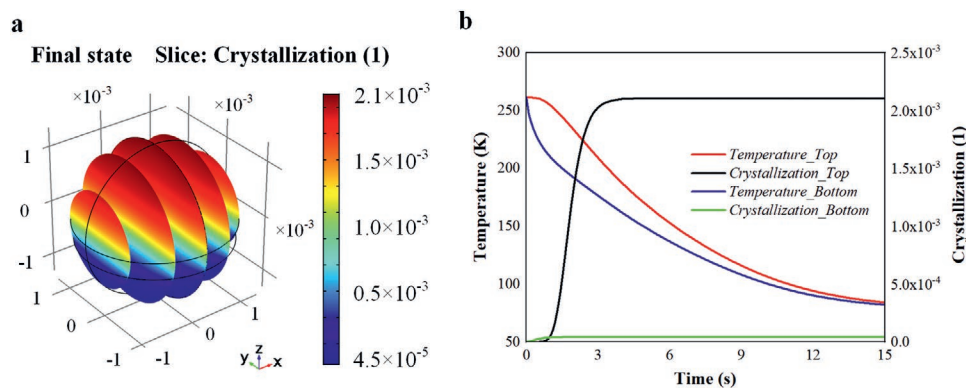 a
Final state Slice: Crystallization (1)
×10⁻³
×10⁻³
×10⁻³
1
0
-1
1
0
-1
-1
0
1
y z x
2.1×10⁻³
1.5×10⁻³
1.0×10⁻³
0.5×10⁻³
4.5×10⁻⁵
b
Temperature (K)
300
250
200
150
100
50
Temperature_Top
Crystallization_Top
Temperature_Bottom
Crystallization_Bottom
2.5x10⁻³
2.0x10⁻³
1.5x10⁻³
1.0x10⁻³
5.0x10⁻⁴
0.0
Crystallization (1)
0 3 6 9 12 15
Time (s)